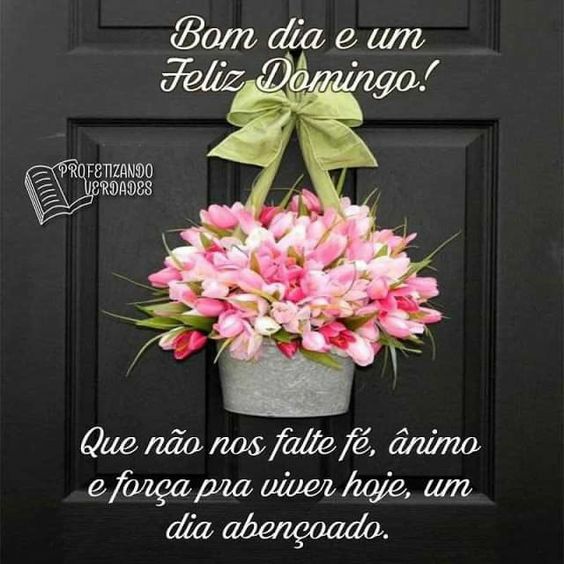 Bom dia e um
Feliz Domingo!
PROFETIZANDO
VERDADES
Que não nos falte fé, ânimo
e força pra viver hoje, um
dia abençoado.